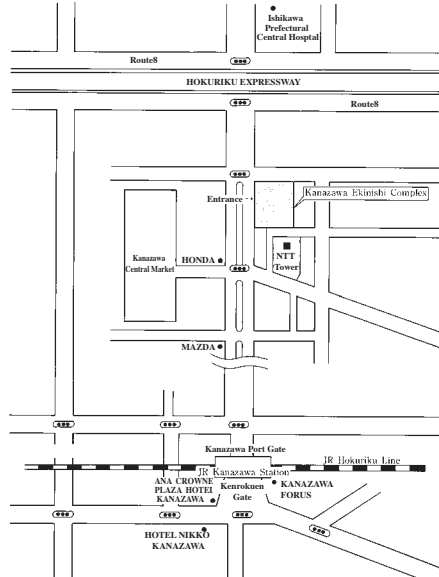 Ishikawa
Prefectural
Central Hosptal
Route8
HOKURIKU EXPRESSWAY
Route8
Kanazawa Ekinishi Complex
Entrance
NTT
Tower
Kanazawa
Central Market
HONDA
MAZDA
Kanazawa Port Gate
JR Hokuriku Line
JR Kanazawa Station
ANA CROWNE
PLAZA HOTEl
KANAZAWA
Kenrokuen
Gate
KANAZAWA
FORUS
HOTEL NIKKO
KANAZAWA